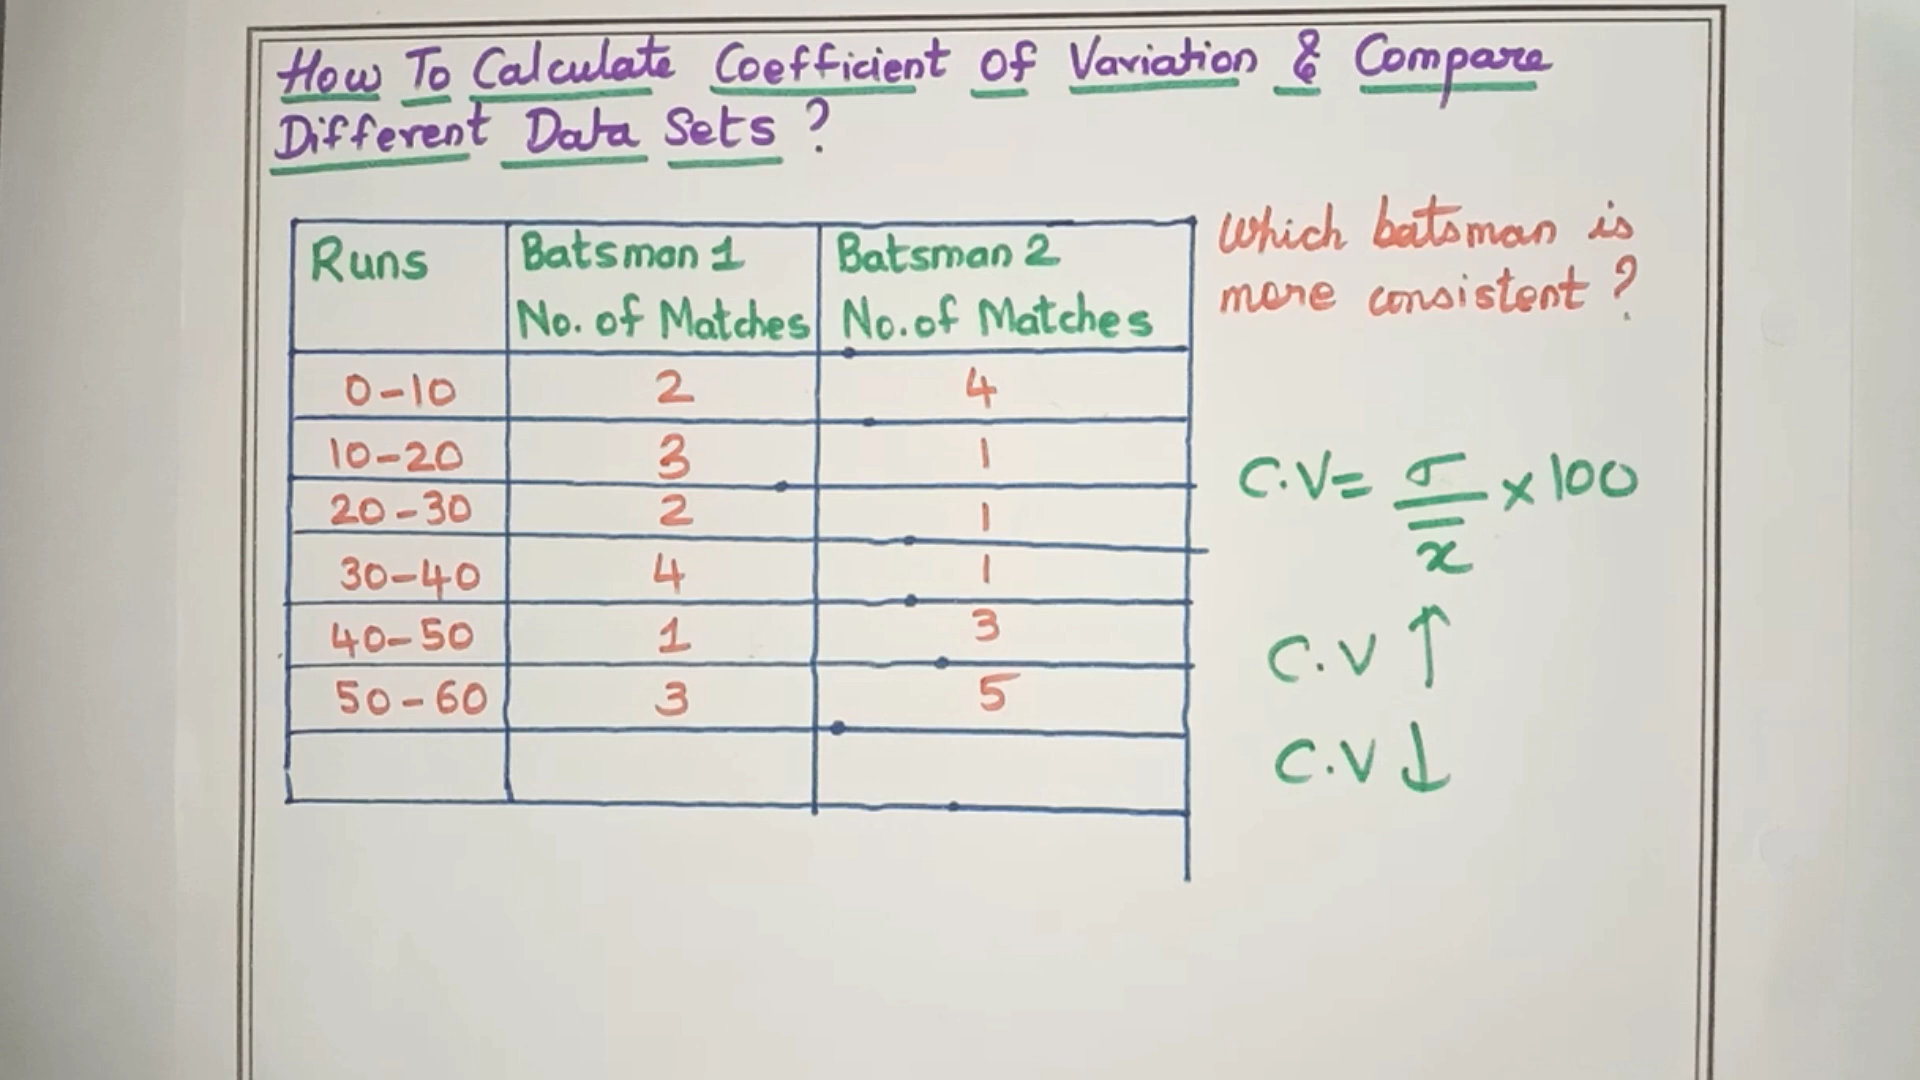 How To Calculate Coefficient Of Variation & Compare
Different Data Sets ?
Which batsman is
more consistent ?
Runs Batsman 1 Batsman 2
No. of Matches No. of Matches
0-10 2 4
10-20 3 1
20-30 2 1
30-40 4 1
40-50 1 3
50-60 3 5
C.V = σ/x̄ × 100
C.V ↑
C.V ↓